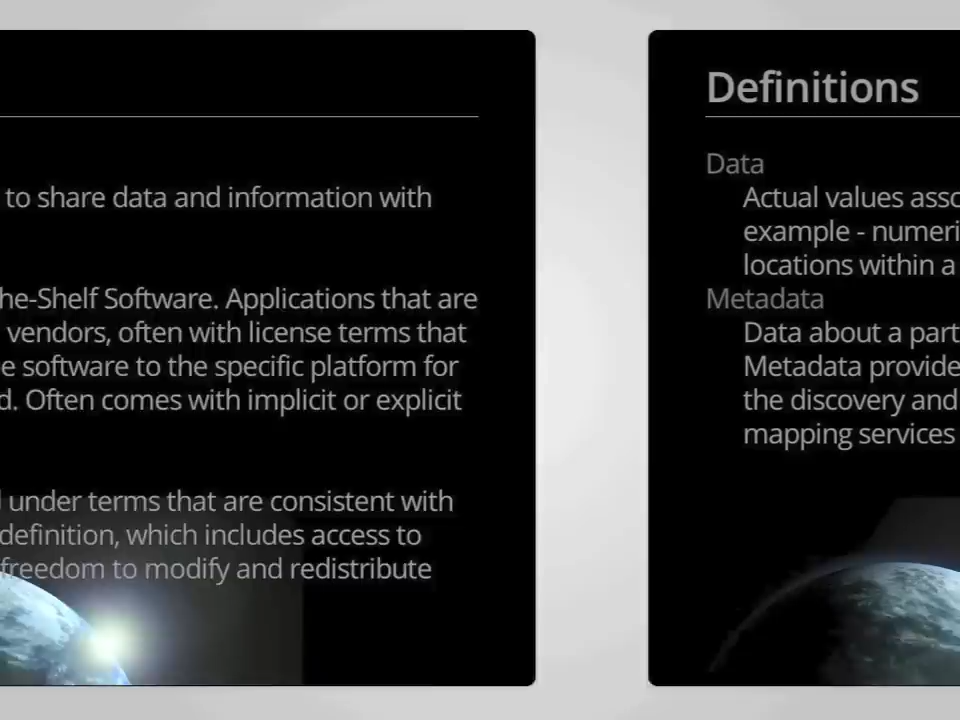 to share data and information with
he-Shelf Software. Applications that are
vendors, often with license terms that
e software to the specific platform for
d. Often comes with implicit or explicit
under terms that are consistent with
definition, which includes access to
freedom to modify and redistribute
Definitions
Data
Actual values asso
example - numeri
locations within a
Metadata
Data about a part
Metadata provide
the discovery and
mapping services